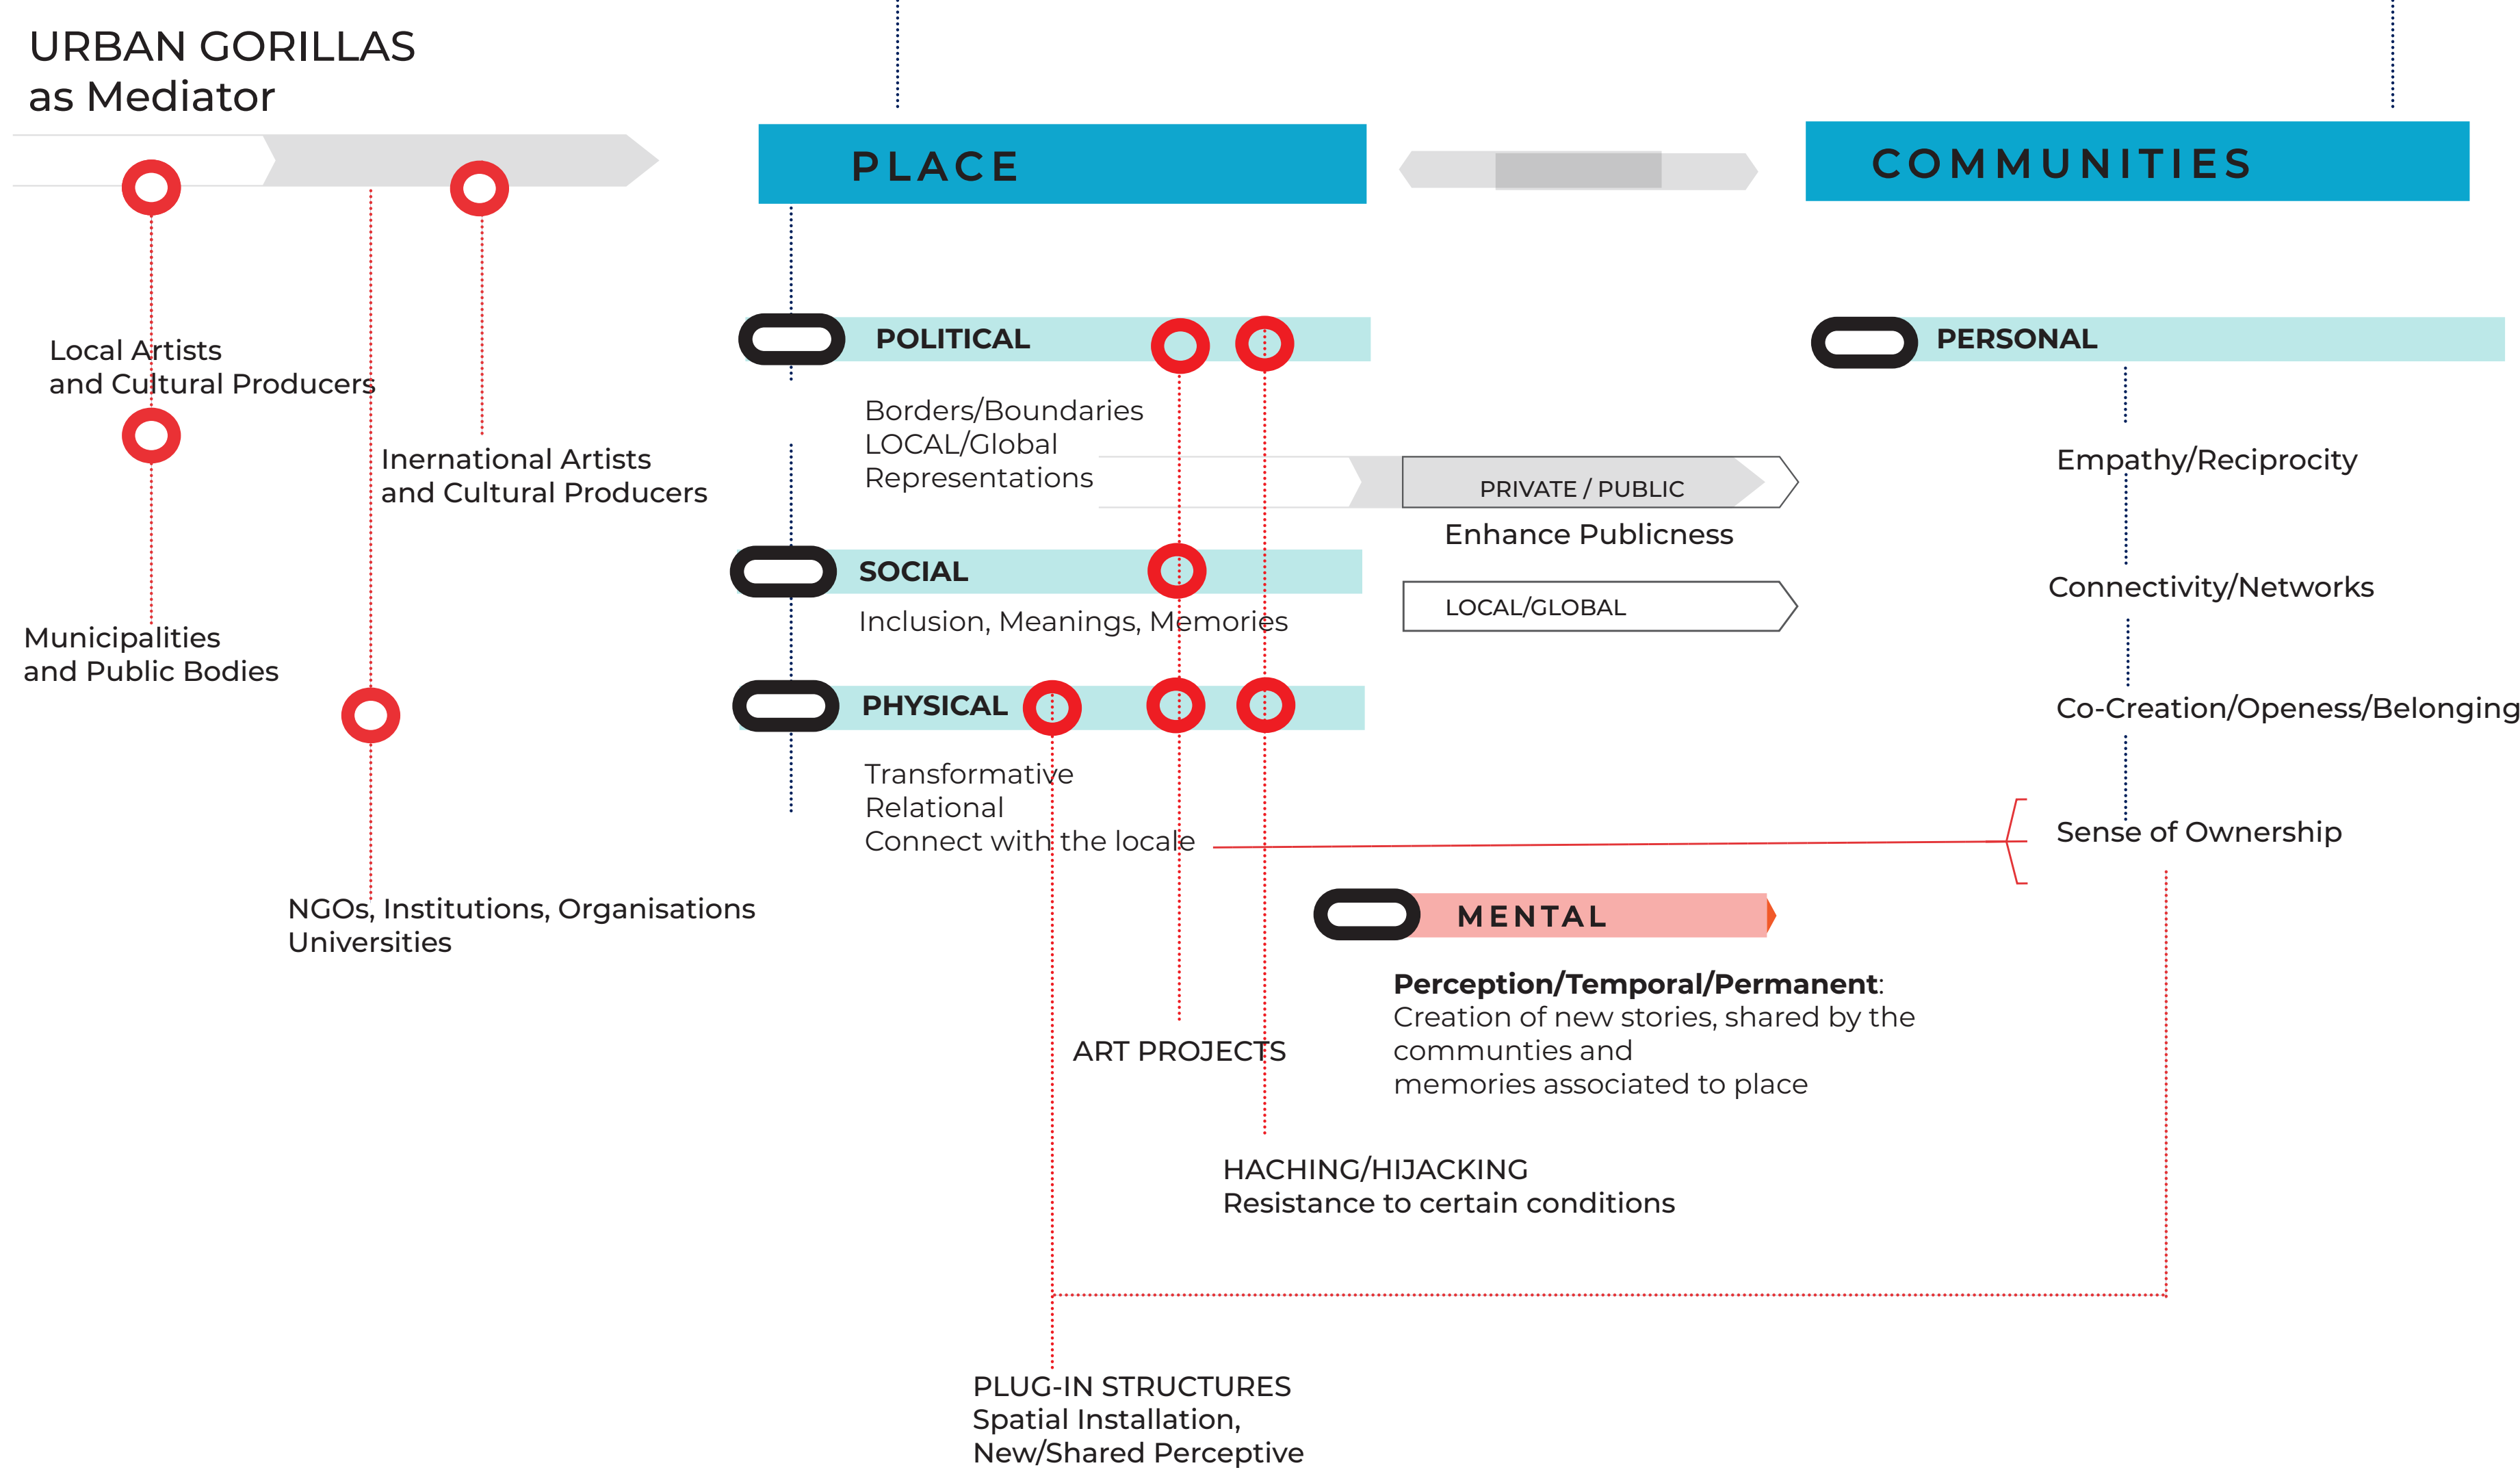 URBAN GORILLAS
as Mediator
PLACE
COMMUNITIES
Local Artists
and Cultural Producers
Inernational Artists
and Cultural Producers
Municipalities
and Public Bodies
NGOs, Institutions, Organisations
Universities
POLITICAL
Borders/Boundaries
LOCAL/Global
Representations
SOCIAL
Inclusion, Meanings, Memories
PHYSICAL
Transformative
Relational
Connect with the locale
PRIVATE / PUBLIC
Enhance Publicness
LOCAL/GLOBAL
PERSONAL
Empathy/Reciprocity
Connectivity/Networks
Co-Creation/Openess/Belonging
Sense of Ownership
MENTAL
Perception/Temporal/Permanent:
Creation of new stories, shared by the
communties and
memories associated to place
ART PROJECTS
HACHING/HIJACKING
Resistance to certain conditions
PLUG-IN STRUCTURES
Spatial Installation,
New/Shared Perceptive